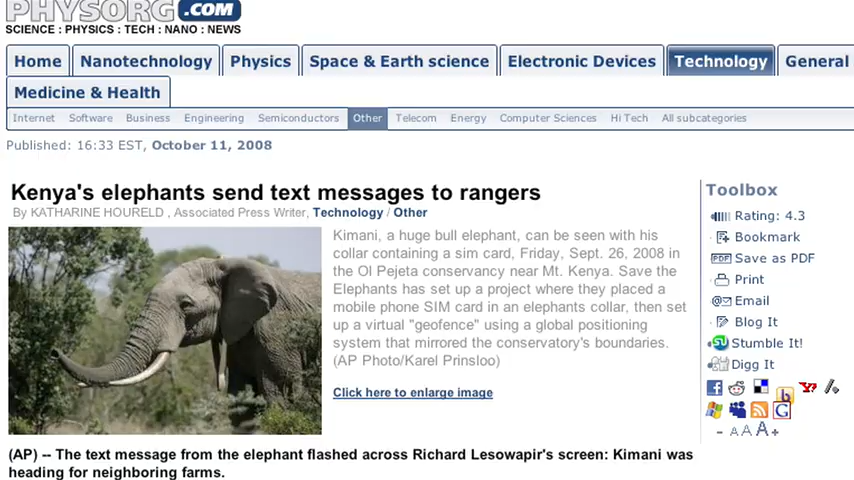 PHYSORG.COM
SCIENCE : PHYSICS : TECH : NANO : NEWS
Home Nanotechnology Physics Space & Earth science Electronic Devices Technology General
Medicine & Health
Internet Software Business Engineering Semiconductors Other Telecom Energy Computer Sciences Hi Tech All subcategories
Published: 16:33 EST, October 11, 2008
Kenya's elephants send text messages to rangers
By KATHARINE HOURELD , Associated Press Writer, Technology / Other
Kimani, a huge bull elephant, can be seen with his
collar containing a sim card, Friday, Sept. 26, 2008 in
the Ol Pejeta conservancy near Mt. Kenya. Save the
Elephants has set up a project where they placed a
mobile phone SIM card in an elephants collar, then set
up a virtual "geofence" using a global positioning
system that mirrored the conservatory's boundaries.
(AP Photo/Karel Prinsloo)
Click here to enlarge image
(AP) -- The text message from the elephant flashed across Richard Lesowapir's screen: Kimani was
heading for neighboring farms.
Toolbox
Rating: 4.3
Bookmark
PDF Save as PDF
Print
Email
Blog It
Stumble It!
Digg It
- A A A+